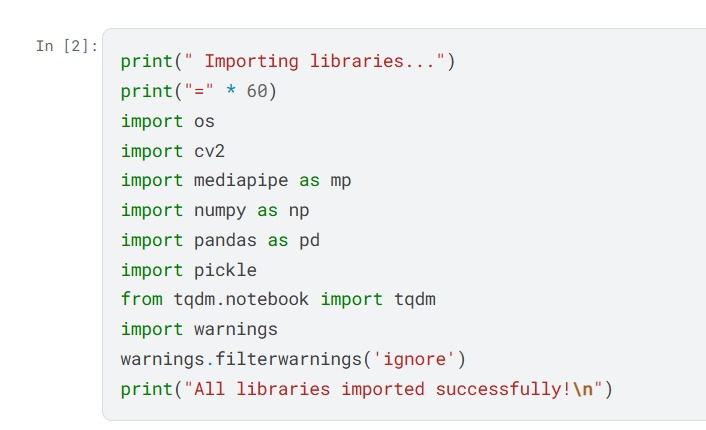 In [2]:
print(" Importing libraries...")
print("=" * 60)
import os
import cv2
import mediapipe as mp
import numpy as np
import pandas as pd
import pickle
from tqdm.notebook import tqdm
import warnings
warnings.filterwarnings('ignore')
print("All libraries imported successfully!\n")